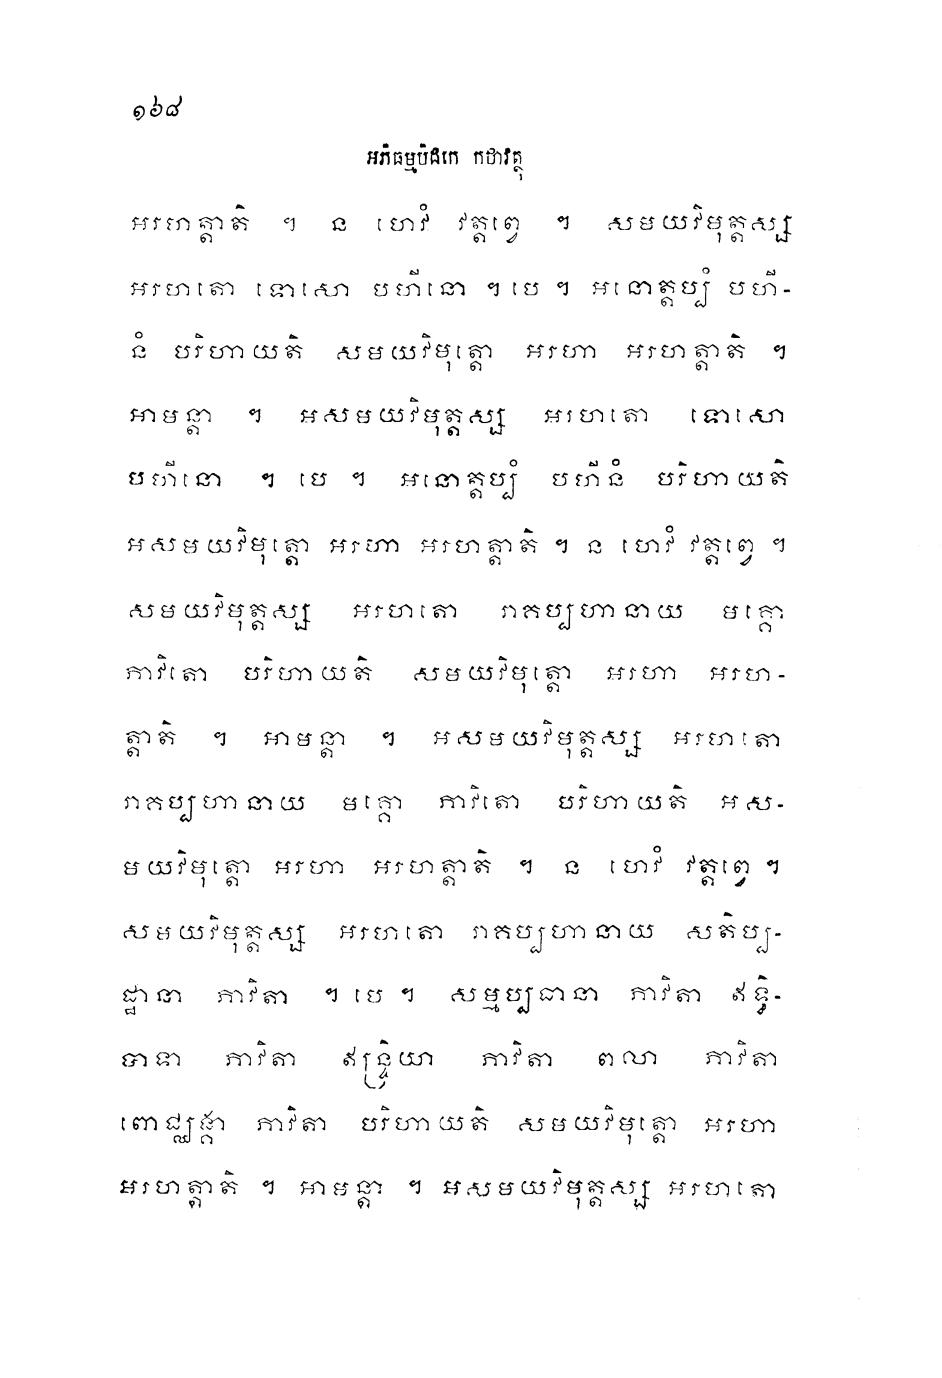 ១៦៨
អភិធម្មបិដកេ កថាវត្ថុ
អរហត្តាតិ ។ ន ហេវំ វត្តព្វេ ។ សមយវិមុត្តស្ស
អរហតោ ទោសោ បហីនោ ។ បេ ។ អនោត្តប្បំ បហី-
នំ បរិហាយតិ សមយវិមុត្តោ អរហា អរហត្តាតិ ។
អាមន្តា ។ អសមយវិមុត្តស្ស អរហតោ ទោសោ
បហីនោ ។ បេ ។ អនោត្តប្បំ បហីនំ បរិហាយតិ
អសមយវិមុត្តោ អរហា អរហត្តាតិ ។ ន ហេវំ វត្តព្វេ ។
សមយវិមុត្តស្ស អរហតោ រាគប្បហានាយ មគ្គោ
ភាវិតោ បរិហាយតិ សមយវិមុត្តោ អរហា អរហ-
ត្តាតិ ។ អាមន្តា ។ អសមយវិមុត្តស្ស អរហតោ
រាគប្បហានាយ មគ្គោ ភាវិតោ បរិហាយតិ អស-
មយវិមុត្តោ អរហា អរហត្តាតិ ។ ន ហេវំ វត្តព្វេ ។
សមយវិមុត្តស្ស អរហតោ រាគប្បហានាយ សតិប្ប-
ដ្ឋានា ភាវិតា ។ បេ ។ សម្មប្បធានា ភាវិតា ឥទ្ធិ-
បាទា ភាវិតា ឥន្ទ្រិយា ភាវិតា ពលា ភាវិតា
ពោជ្ឈង្គា ភាវិតា បរិហាយតិ សមយវិមុត្តោ អរហា
អរហត្តាតិ ។ អាមន្តា ។ អសមយវិមុត្តស្ស អរហតោ